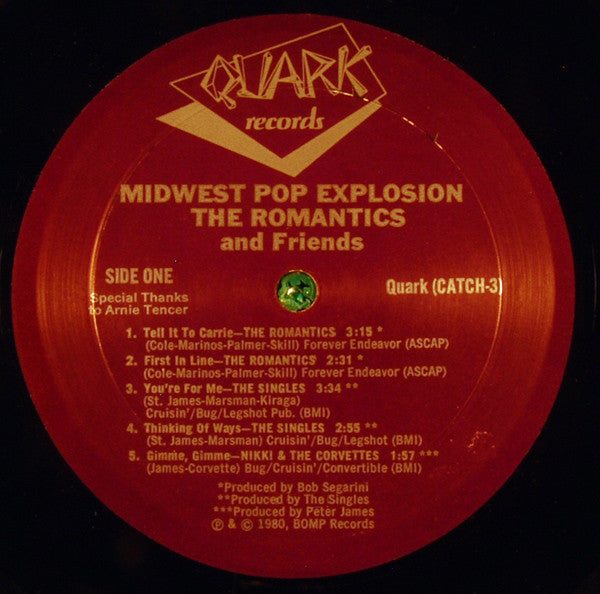 QUARK
records
MIDWEST POP EXPLOSION
THE ROMANTICS
and Friends
SIDE ONE
Special Thanks
to Arnie Tencer
Quark (CATCH-3)
1. Tell It To Carrie—THE ROMANTICS 3:15 *
(Cole-Marinos-Palmer-Skill) Forever Endeavor (ASCAP)
2. First In Line—THE ROMANTICS 2:31 *
(Cole-Marinos-Palmer-Skill) Forever Endeavor (ASCAP)
3. You're For Me—THE SINGLES 3:34 **
(St. James-Marsman-Kiraga)
Cruisin'/Bug/Legshot Pub. (BMI)
4. Thinking Of Ways—THE SINGLES 2:55 **
(St. James-Marsman) Cruisin'/Bug/Legshot (BMI)
5. Gimme, Gimme—NIKKI & THE CORVETTES 1:57 ***
(James-Corvette) Bug/Cruisin'/Convertible (BMI)
*Produced by Bob Segarini
**Produced by The Singles
***Produced by Peter James
℗ & © 1980, BOMP Records